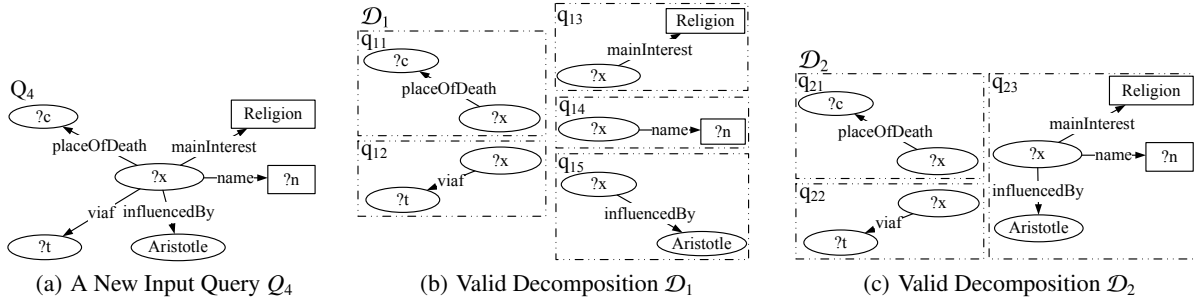 Q4
?c
Religion
placeOfDeath
mainInterest
?x
name
?n
viaf
influencedBy
?t
Aristotle
(a) A New Input Query Q4
D1
q11
?c
placeOfDeath
?x
q12
?x
viaf
?t
q13
Religion
mainInterest
?x
q14
?x
name
?n
q15
?x
influencedBy
Aristotle
(b) Valid Decomposition D1
D2
q21
?c
placeOfDeath
?x
q22
?x
viaf
?t
q23
Religion
mainInterest
?x
name
?n
influencedBy
Aristotle
(c) Valid Decomposition D2